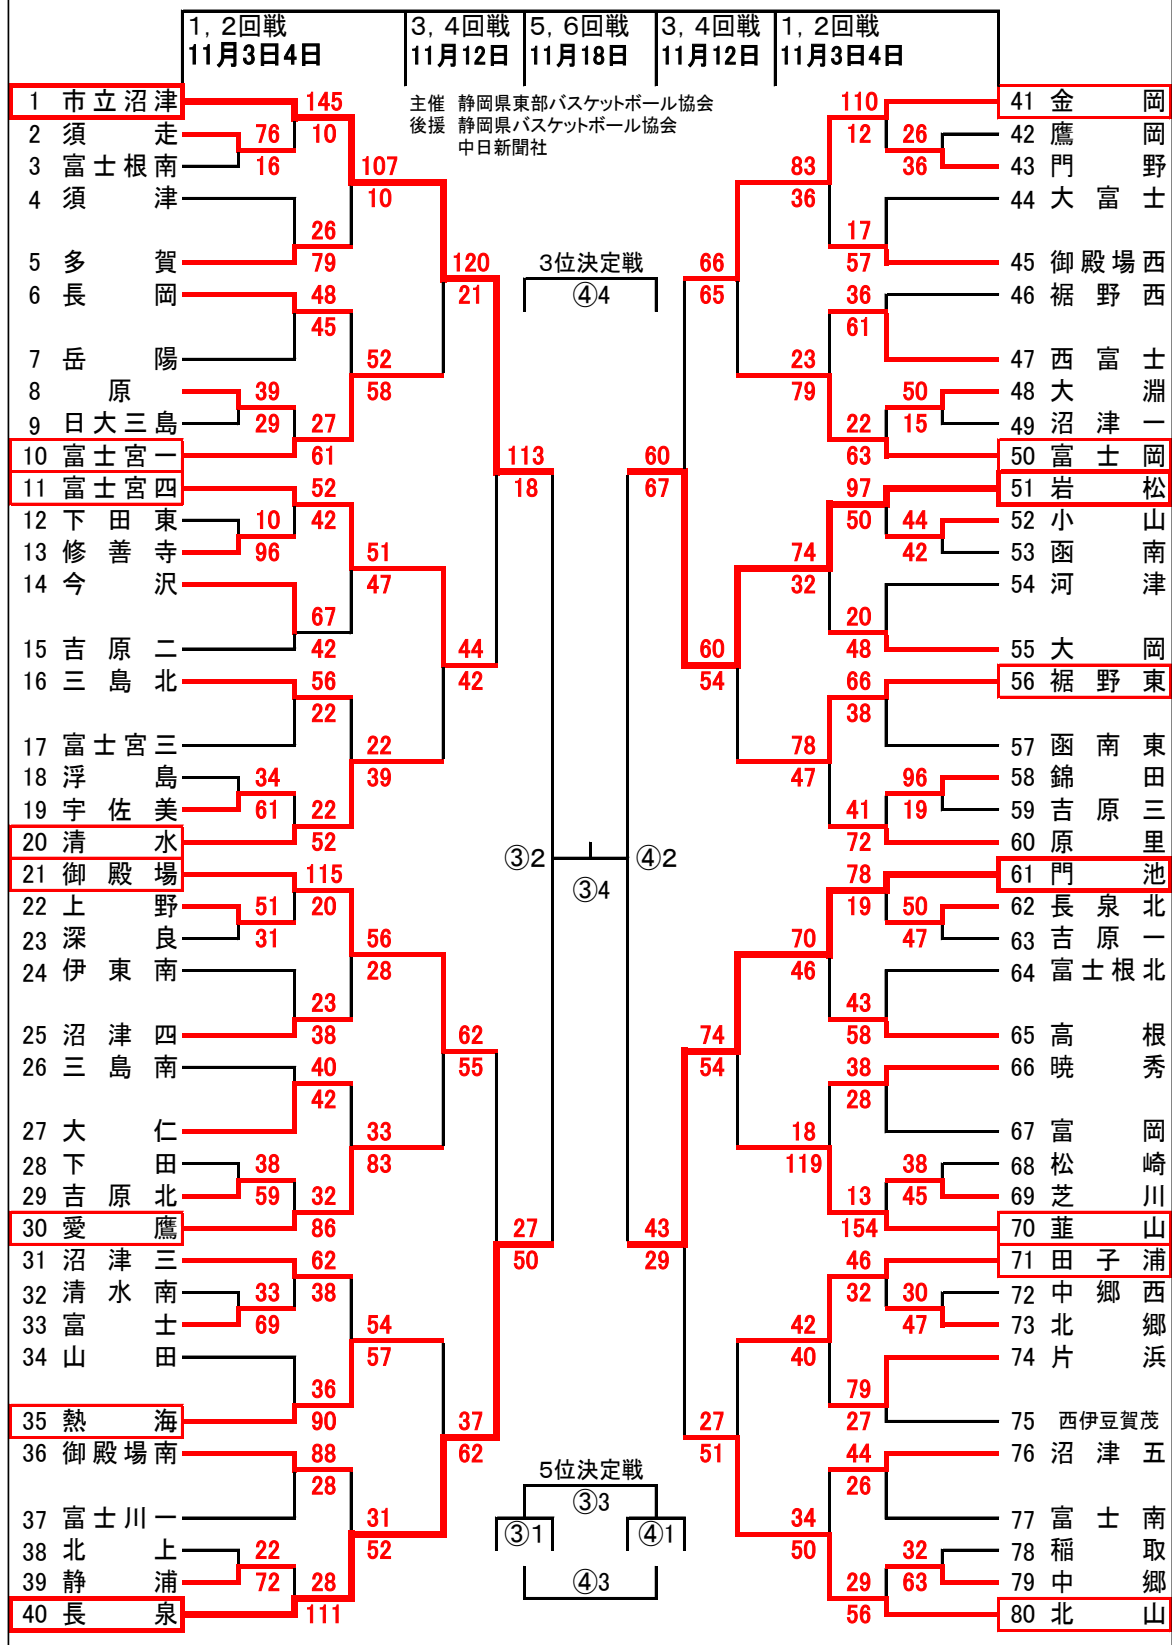 1, 2回戦 3, 4回戦 5, 6回戦 3, 4回戦 1, 2回戦
11月3日4日 11月12日 11月18日 11月12日 11月3日4日
主催 静岡県東部バスケットボール協会
後援 静岡県バスケットボール協会
中日新聞社
1 市立沼津
2 須走
3 富士根南
4 須津
5 多賀
6 長岡
7 岳陽
8 原
9 日大三島
10 富士宮一
11 富士宮四
12 下田東
13 修善寺
14 今沢
15 吉原二
16 三島北
17 富士宮三
18 浮島
19 宇佐美
20 清水
21 御殿場
22 上野
23 深良
24 伊東南
25 沼津四
26 三島南
27 大仁
28 下田
29 吉原北
30 愛鷹
31 沼津三
32 清水南
33 富士
34 山田
35 熱海
36 御殿場南
37 富士川一
38 北上
39 静浦
40 長泉
145
10
76
16
26
79
48
45
39
29
27
61
52
42
10
96
67
42
56
22
34
61
22
52
115
20
51
31
23
38
40
42
38
59
32
86
62
38
33
69
36
90
88
28
22
72
28
111
107
10
52
58
51
47
22
39
56
28
33
83
54
57
31
52
120
21
44
42
62
55
37
62
113
18
27
50
3位決定戦
④4
③2
③4
④2
5位決定戦
③3
③1
④1
④3
60
67
43
29
66
65
60
54
74
54
27
51
83
36
23
79
74
32
78
47
70
46
18
119
42
40
34
50
110
12
26
36
17
57
36
61
50
15
22
63
97
50
44
42
20
48
66
38
96
19
41
72
78
19
50
47
43
58
38
28
38
45
13
154
46
32
30
47
79
27
44
26
32
63
29
56
41 金岡
42 鷹岡
43 門野
44 大富士
45 御殿場西
46 裾野西
47 西富士
48 大淵
49 沼津一
50 富士岡
51 岩松
52 小山
53 函南
54 河津
55 大岡
56 裾野東
57 函南東
58 錦田
59 吉原三
60 原里
61 門池
62 長泉北
63 吉原一
64 富士根北
65 高根
66 暁秀
67 富岡
68 松崎
69 芝川
70 韮山
71 田子浦
72 中郷西
73 北郷
74 片浜
75 西伊豆賀茂
76 沼津五
77 富士南
78 稲取
79 中郷
80 北山